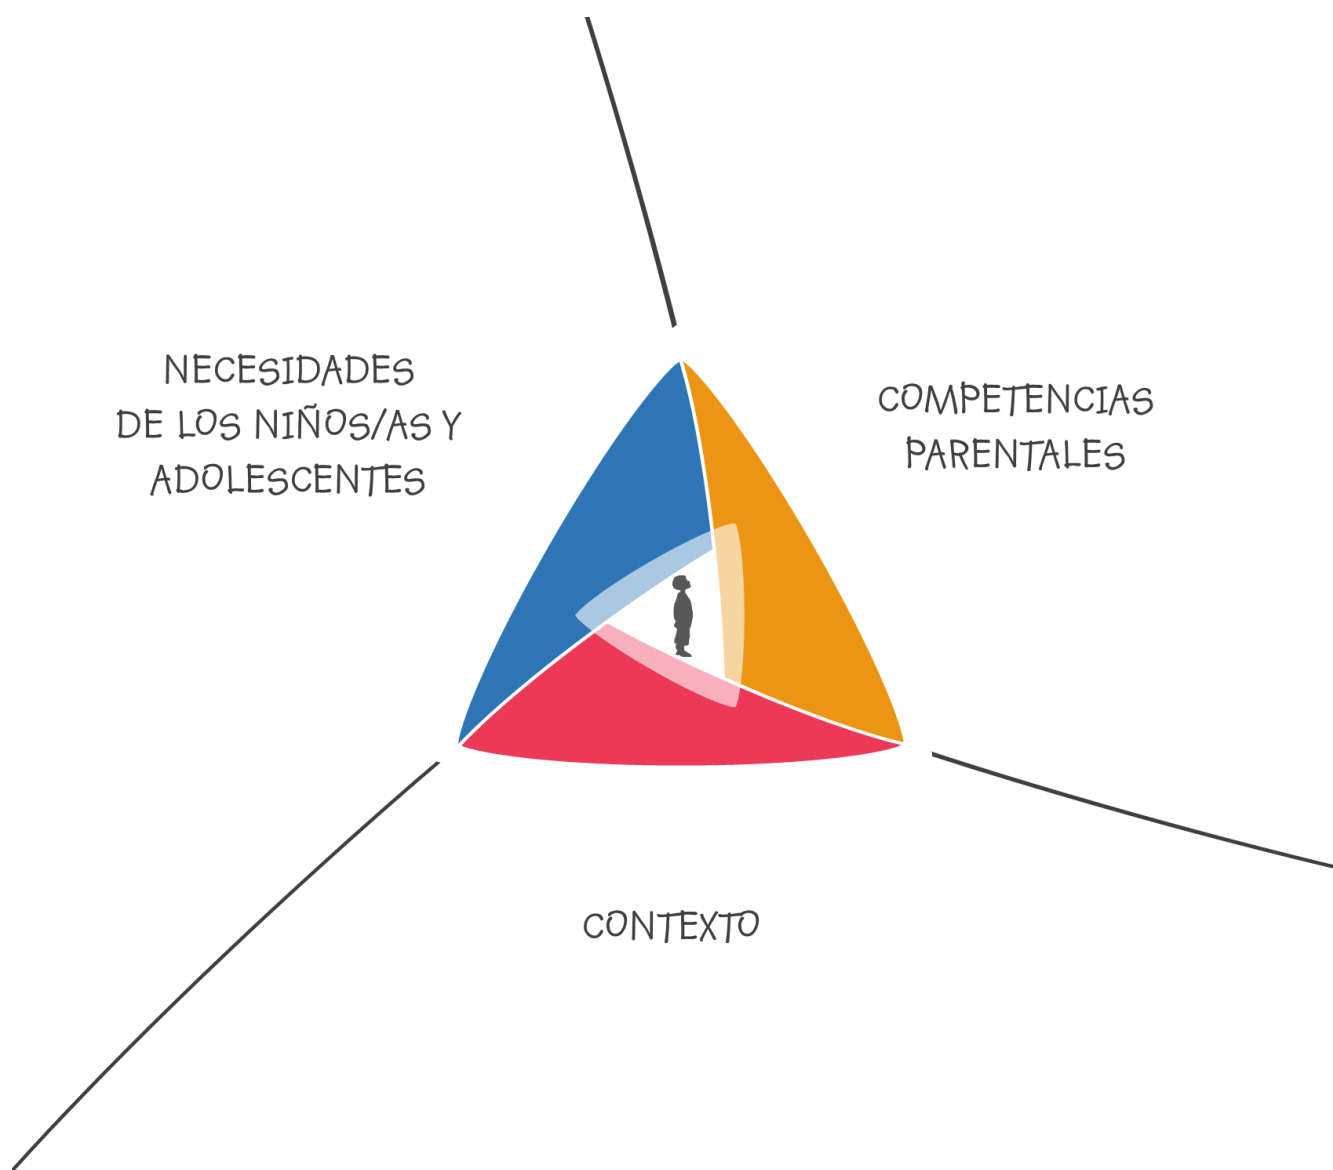 NECESIDADES
DE LOS NIÑOS/AS Y
ADOLESCENTES
COMPETENCIAS
PARENTALES
CONTEXTO